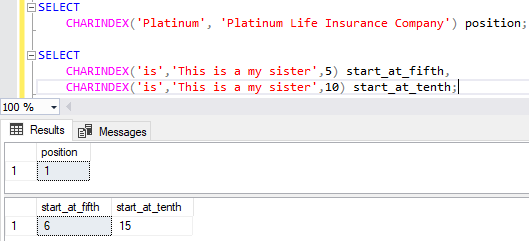 SELECT
CHARINDEX('Platinum', 'Platinum Life Insurance Company') position;
SELECT
CHARINDEX('is','This is a my sister',5) start_at_fifth,
CHARINDEX('is','This is a my sister',10) start_at_tenth;
100 %
Results Messages
position
1 1
start_at_fifth start_at_tenth
1 6 15